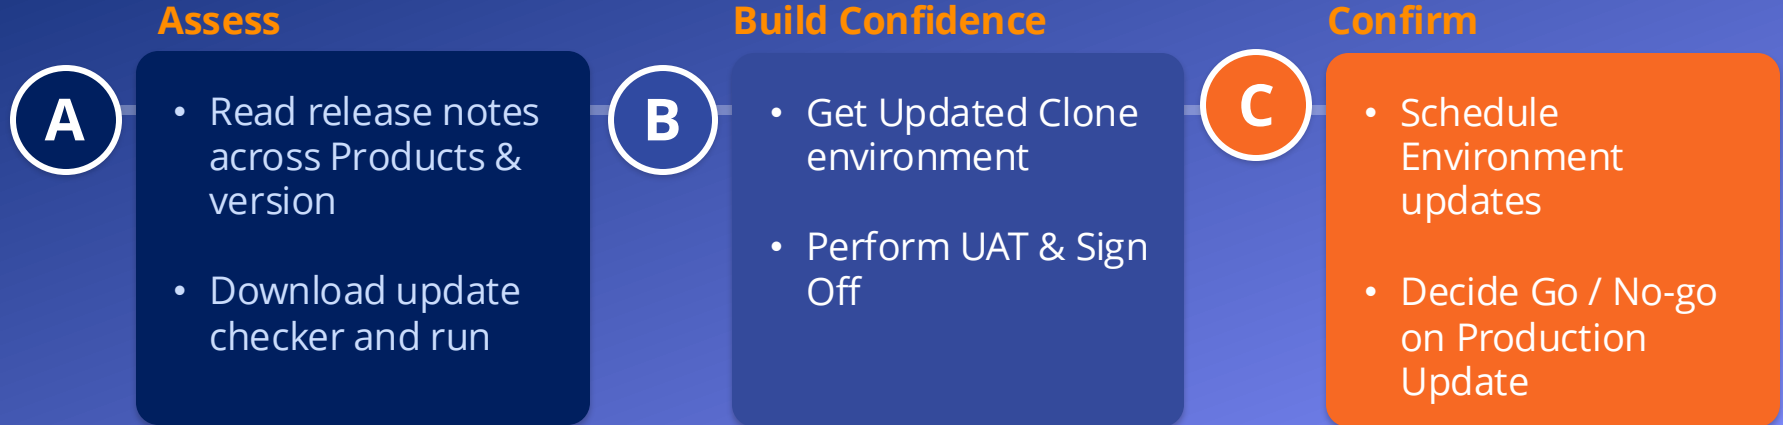 Assess
A
• Read release notes
across Products &
version
• Download update
checker and run
Build Confidence
B
• Get Updated Clone
environment
• Perform UAT & Sign
Off
Confirm
C
• Schedule
Environment
updates
• Decide Go / No-go
on Production
Update